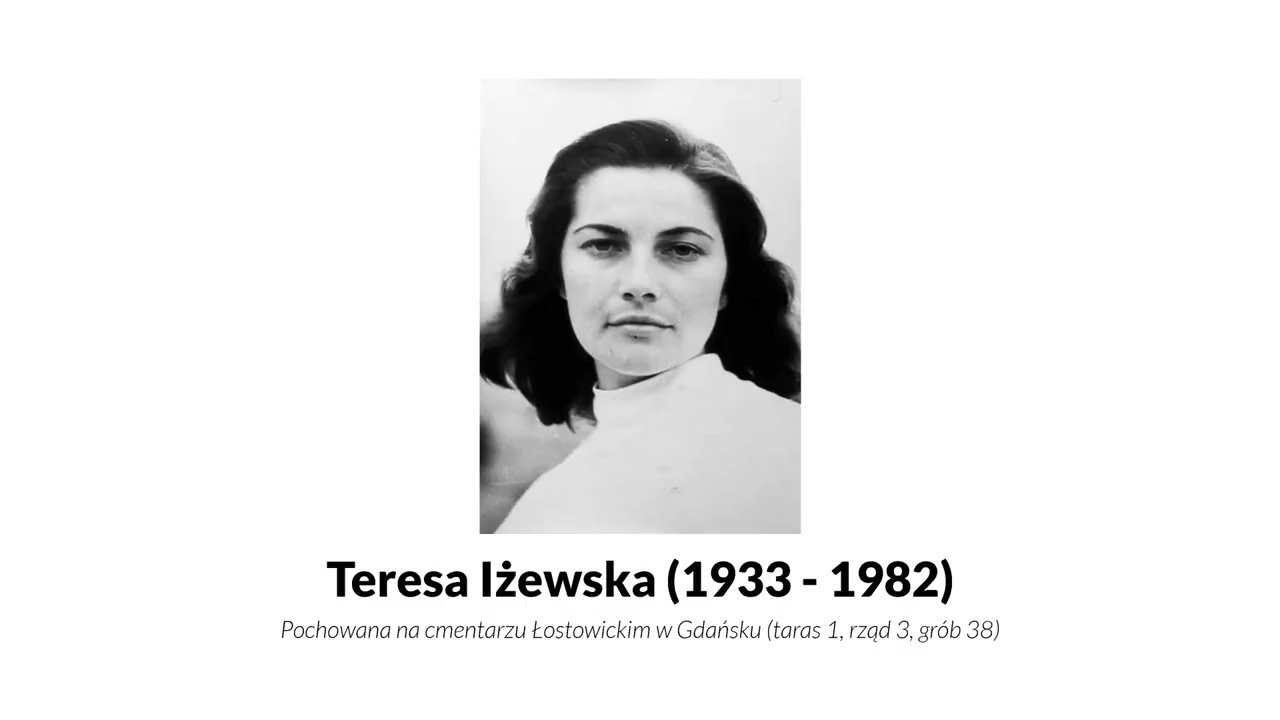 Teresa Iżewska (1933 - 1982)
Pochowana na cmentarzu Łostowickim w Gdańsku (taras 1, rząd 3, grób 38)